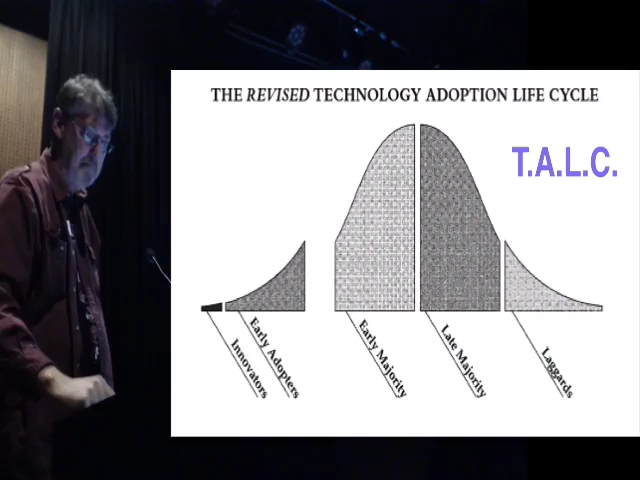 THE REVISED TECHNOLOGY ADOPTION LIFE CYCLE
T.A.L.C.
Innovators
Early Adopters
Early Majority
Late Majority
Laggards